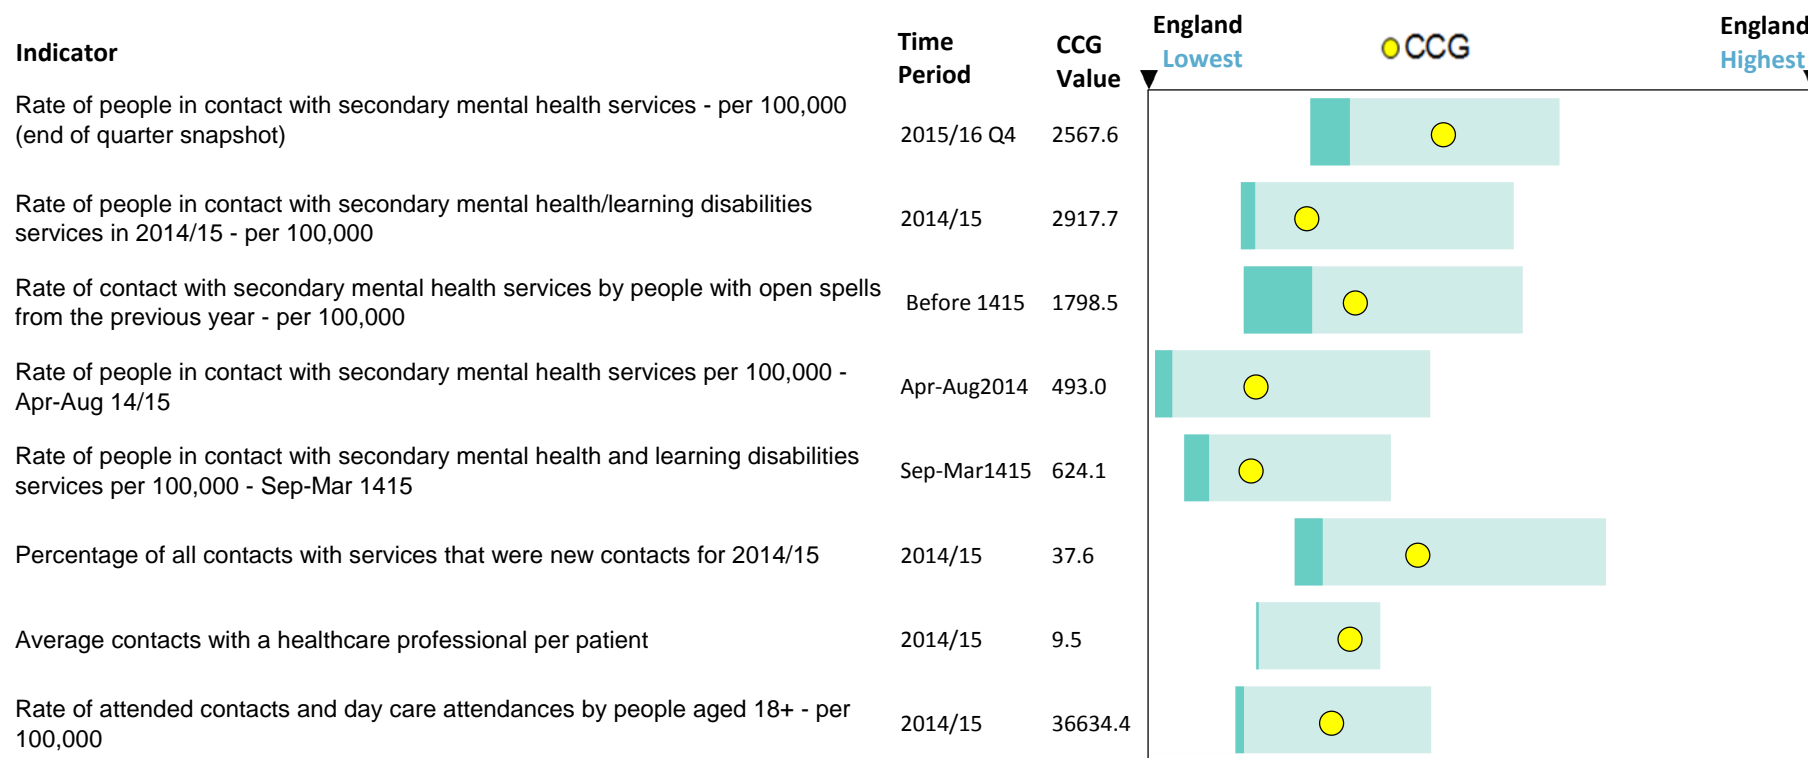 Indicator
Time
Period
CCG
Value
England
Lowest
CCG
England
Highest
Rate of people in contact with secondary mental health services - per 100,000
(end of quarter snapshot)
2015/16 Q4
2567.6
Rate of people in contact with secondary mental health/learning disabilities
services in 2014/15 - per 100,000
2014/15
2917.7
Rate of contact with secondary mental health services by people with open spells
from the previous year - per 100,000
Before 1415
1798.5
Rate of people in contact with secondary mental health services per 100,000 -
Apr-Aug 14/15
Apr-Aug2014
493.0
Rate of people in contact with secondary mental health and learning disabilities
services per 100,000 - Sep-Mar 1415
Sep-Mar1415
624.1
Percentage of all contacts with services that were new contacts for 2014/15
2014/15
37.6
Average contacts with a healthcare professional per patient
2014/15
9.5
Rate of attended contacts and day care attendances by people aged 18+ - per
100,000
2014/15
36634.4